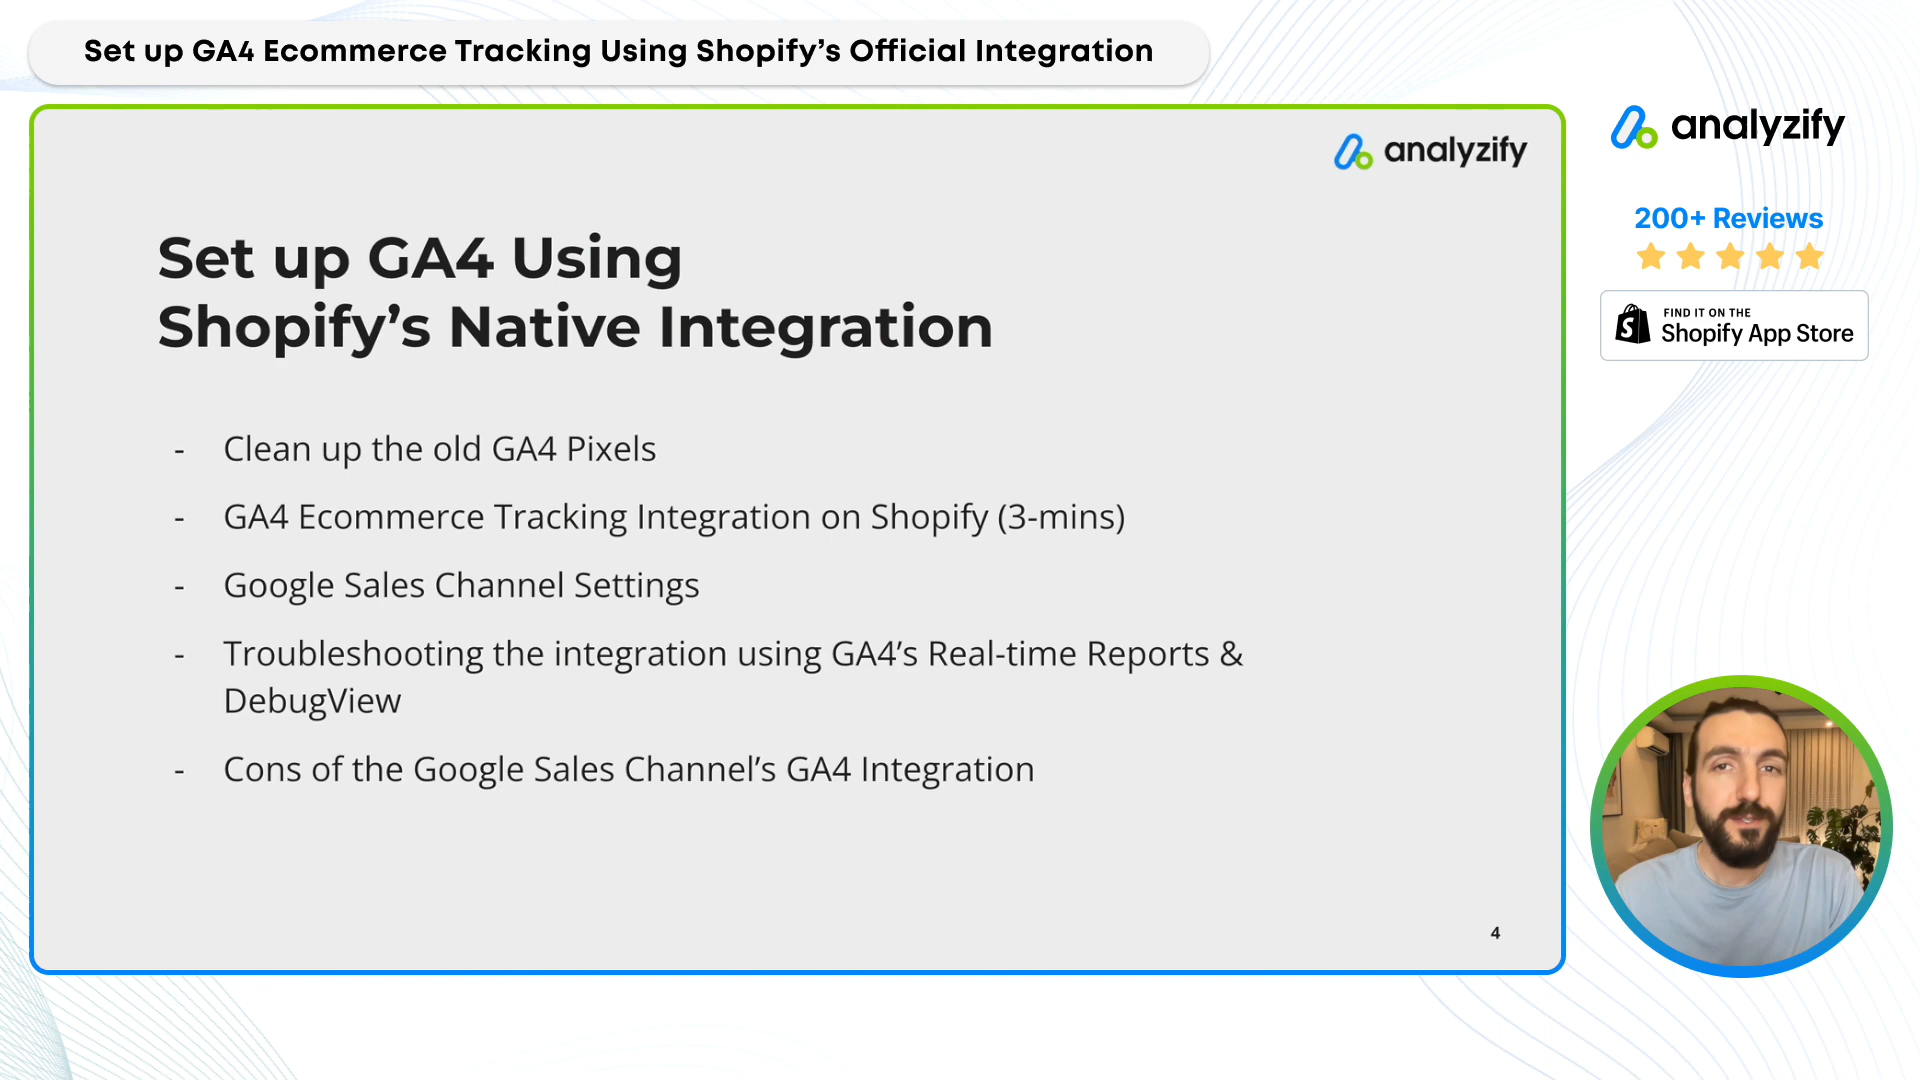 Set up GA4 Ecommerce Tracking Using Shopify’s Official Integration
analyzify
Set up GA4 Using
Shopify’s Native Integration
- Clean up the old GA4 Pixels
- GA4 Ecommerce Tracking Integration on Shopify (3-mins)
- Google Sales Channel Settings
- Troubleshooting the integration using GA4’s Real-time Reports &
DebugView
- Cons of the Google Sales Channel’s GA4 Integration
4
analyzify
200+ Reviews
FIND IT ON THE
Shopify App Store